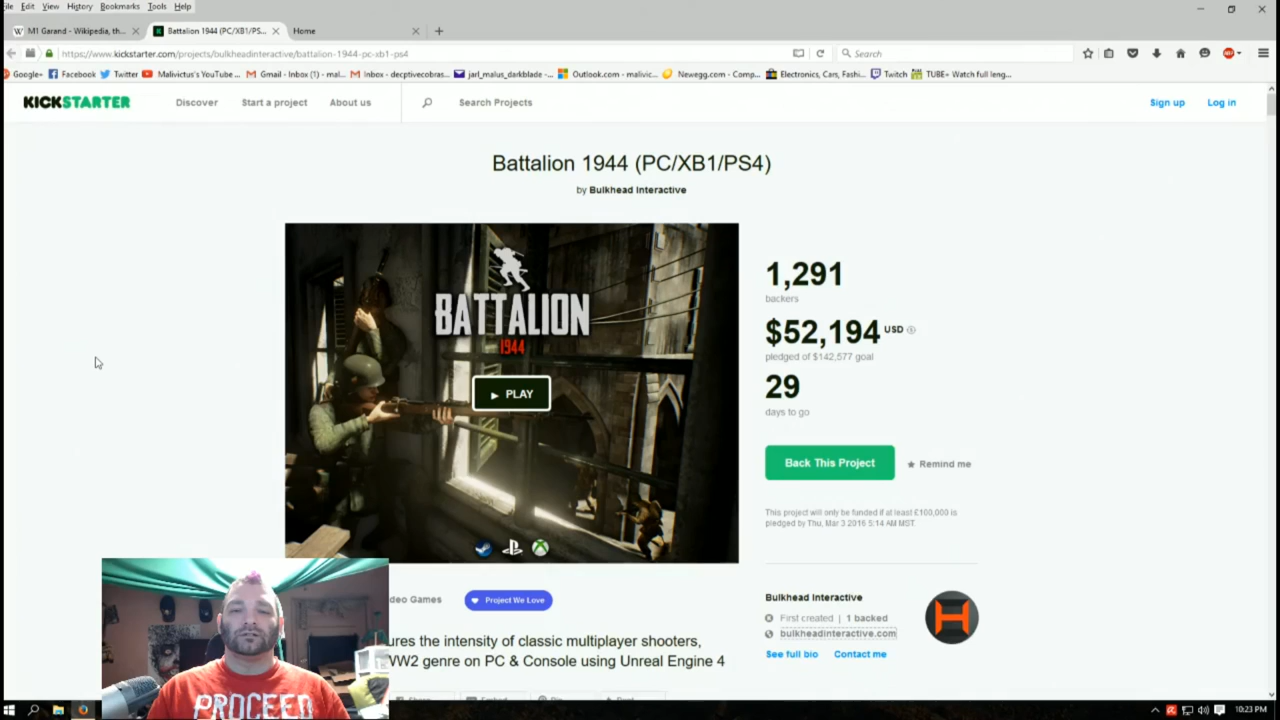 File Edit View History Bookmarks Tools Help
W M1 Garand - Wikipedia, th... Battalion 1944 (PC/XB1/PS... Home
https://www.kickstarter.com/projects/bulkheadinteractive/battalion-1944-pc-xb1-ps4 Search
Google+ Facebook Twitter Malivictus's YouTube ... Gmail - Inbox (1) - mal... Inbox - decptivecobras... jarl_malus_darkblade -... Outlook.com - malivic... Newegg.com - Comp... Electronics, Cars, Fashi... Twitch TUBE+ Watch full leng...
KICKSTARTER Discover Start a project About us Search Projects Sign up Log in
Battalion 1944 (PC/XB1/PS4)
by Bulkhead Interactive
BATTALION
1944
PLAY
1,291
backers
$52,194 USD
pledged of $142,577 goal
29
days to go
Back This Project Remind me
This project will only be funded if at least £100,000 is
pledged by Thu, Mar 3 2016 5:14 AM MST.
deo Games Project We Love
ures the intensity of classic multiplayer shooters,
WW2 genre on PC & Console using Unreal Engine 4
Bulkhead Interactive
First created | 1 backed
bulkheadinteractive.com
See full bio Contact me
PROCEED
10:23 PM